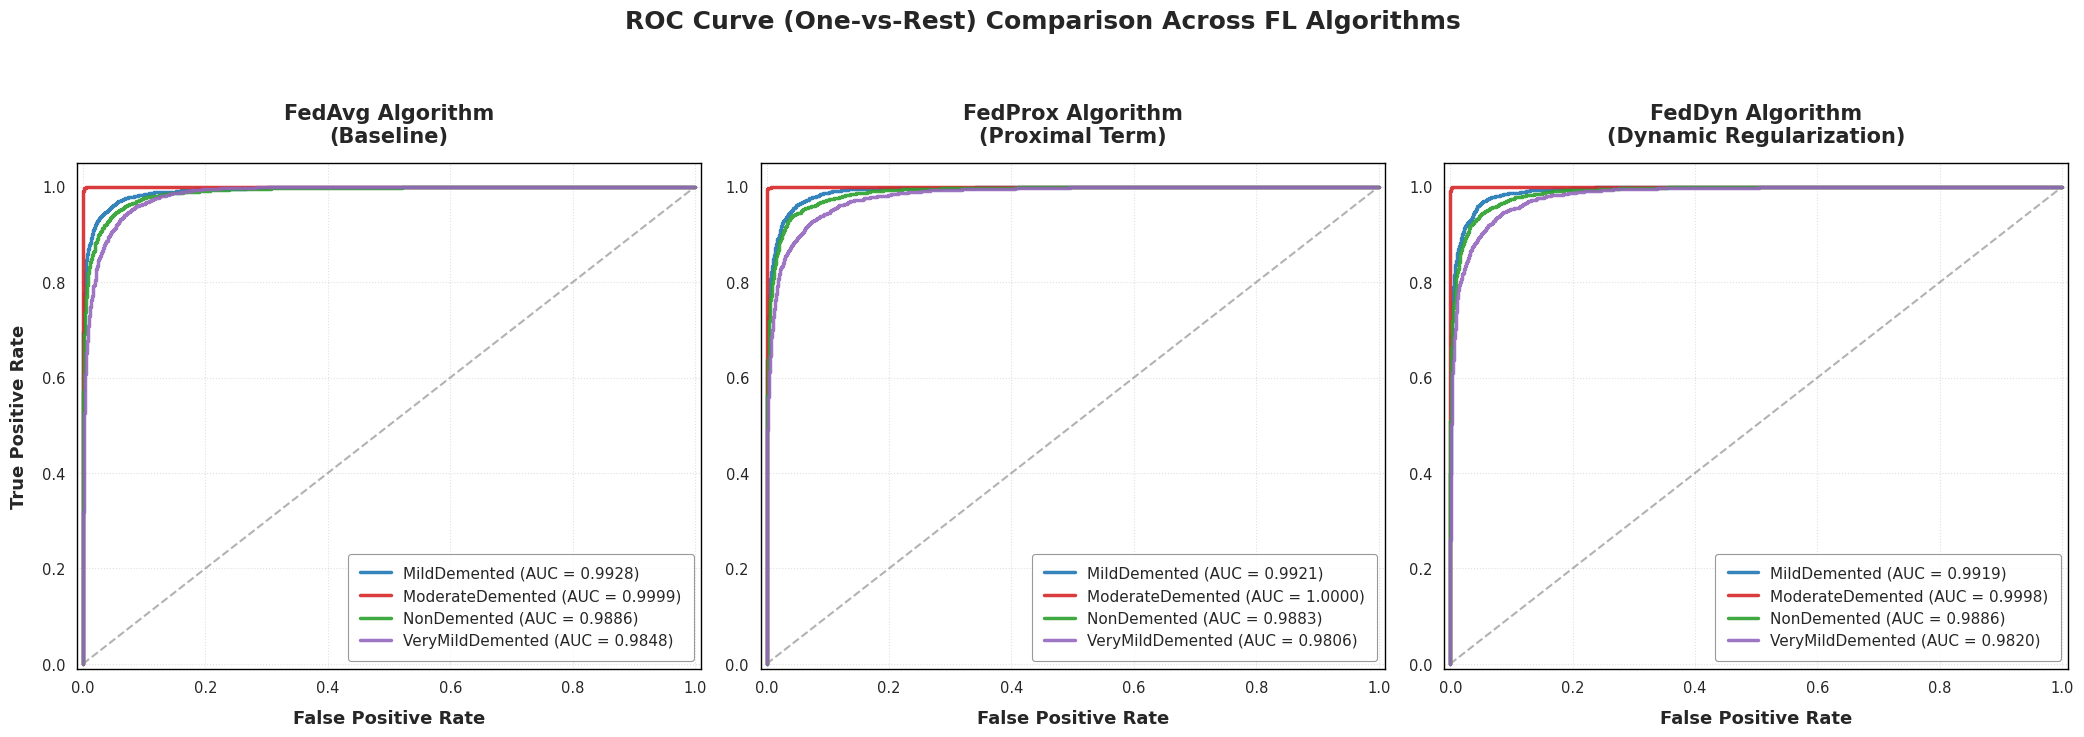 ROC Curve (One-vs-Rest) Comparison Across FL Algorithms
FedAvg Algorithm
(Baseline)
True Positive Rate
1.0
0.8
0.6
0.4
0.2
0.0
MildDemented (AUC = 0.9928)
ModerateDemented (AUC = 0.9999)
NonDemented (AUC = 0.9886)
VeryMildDemented (AUC = 0.9848)
0.0 0.2 0.4 0.6 0.8 1.0
False Positive Rate
FedProx Algorithm
(Proximal Term)
1.0
0.8
0.6
0.4
0.2
0.0
MildDemented (AUC = 0.9921)
ModerateDemented (AUC = 1.0000)
NonDemented (AUC = 0.9883)
VeryMildDemented (AUC = 0.9806)
0.0 0.2 0.4 0.6 0.8 1.0
False Positive Rate
FedDyn Algorithm
(Dynamic Regularization)
1.0
0.8
0.6
0.4
0.2
0.0
MildDemented (AUC = 0.9919)
ModerateDemented (AUC = 0.9998)
NonDemented (AUC = 0.9886)
VeryMildDemented (AUC = 0.9820)
0.0 0.2 0.4 0.6 0.8 1.0
False Positive Rate